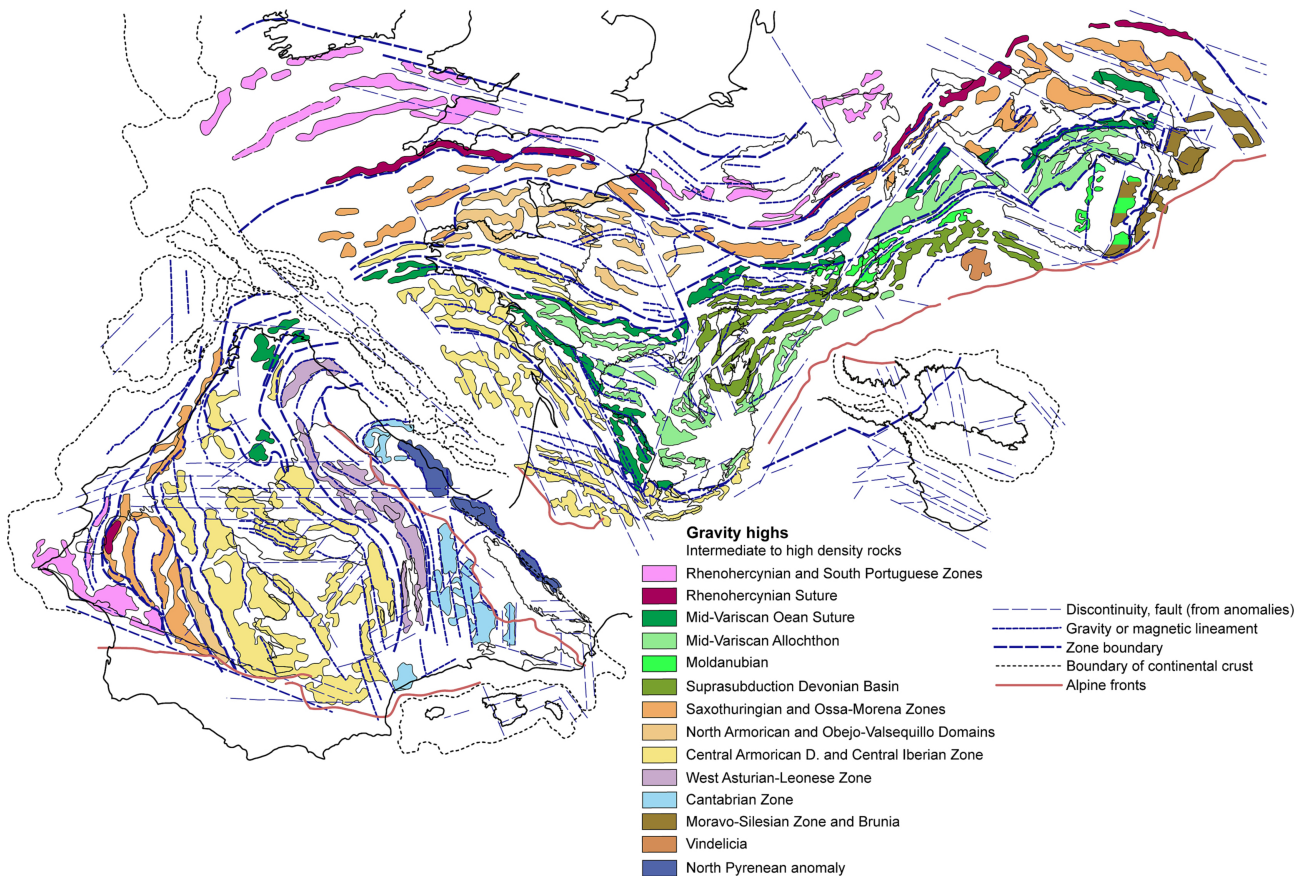 Gravity highs
Intermediate to high density rocks
Rhenohercynian and South Portuguese Zones
Rhenohercynian Suture
Mid-Variscan Oean Suture
Mid-Variscan Allochthon
Moldanubian
Suprasubduction Devonian Basin
Saxothuringian and Ossa-Morena Zones
North Armorican and Obejo-Valsequillo Domains
Central Armorican D. and Central Iberian Zone
West Asturian-Leonese Zone
Cantabrian Zone
Moravo-Silesian Zone and Brunia
Vindelicia
North Pyrenean anomaly
Discontinuity, fault (from anomalies)
Gravity or magnetic lineament
Zone boundary
Boundary of continental crust
Alpine fronts